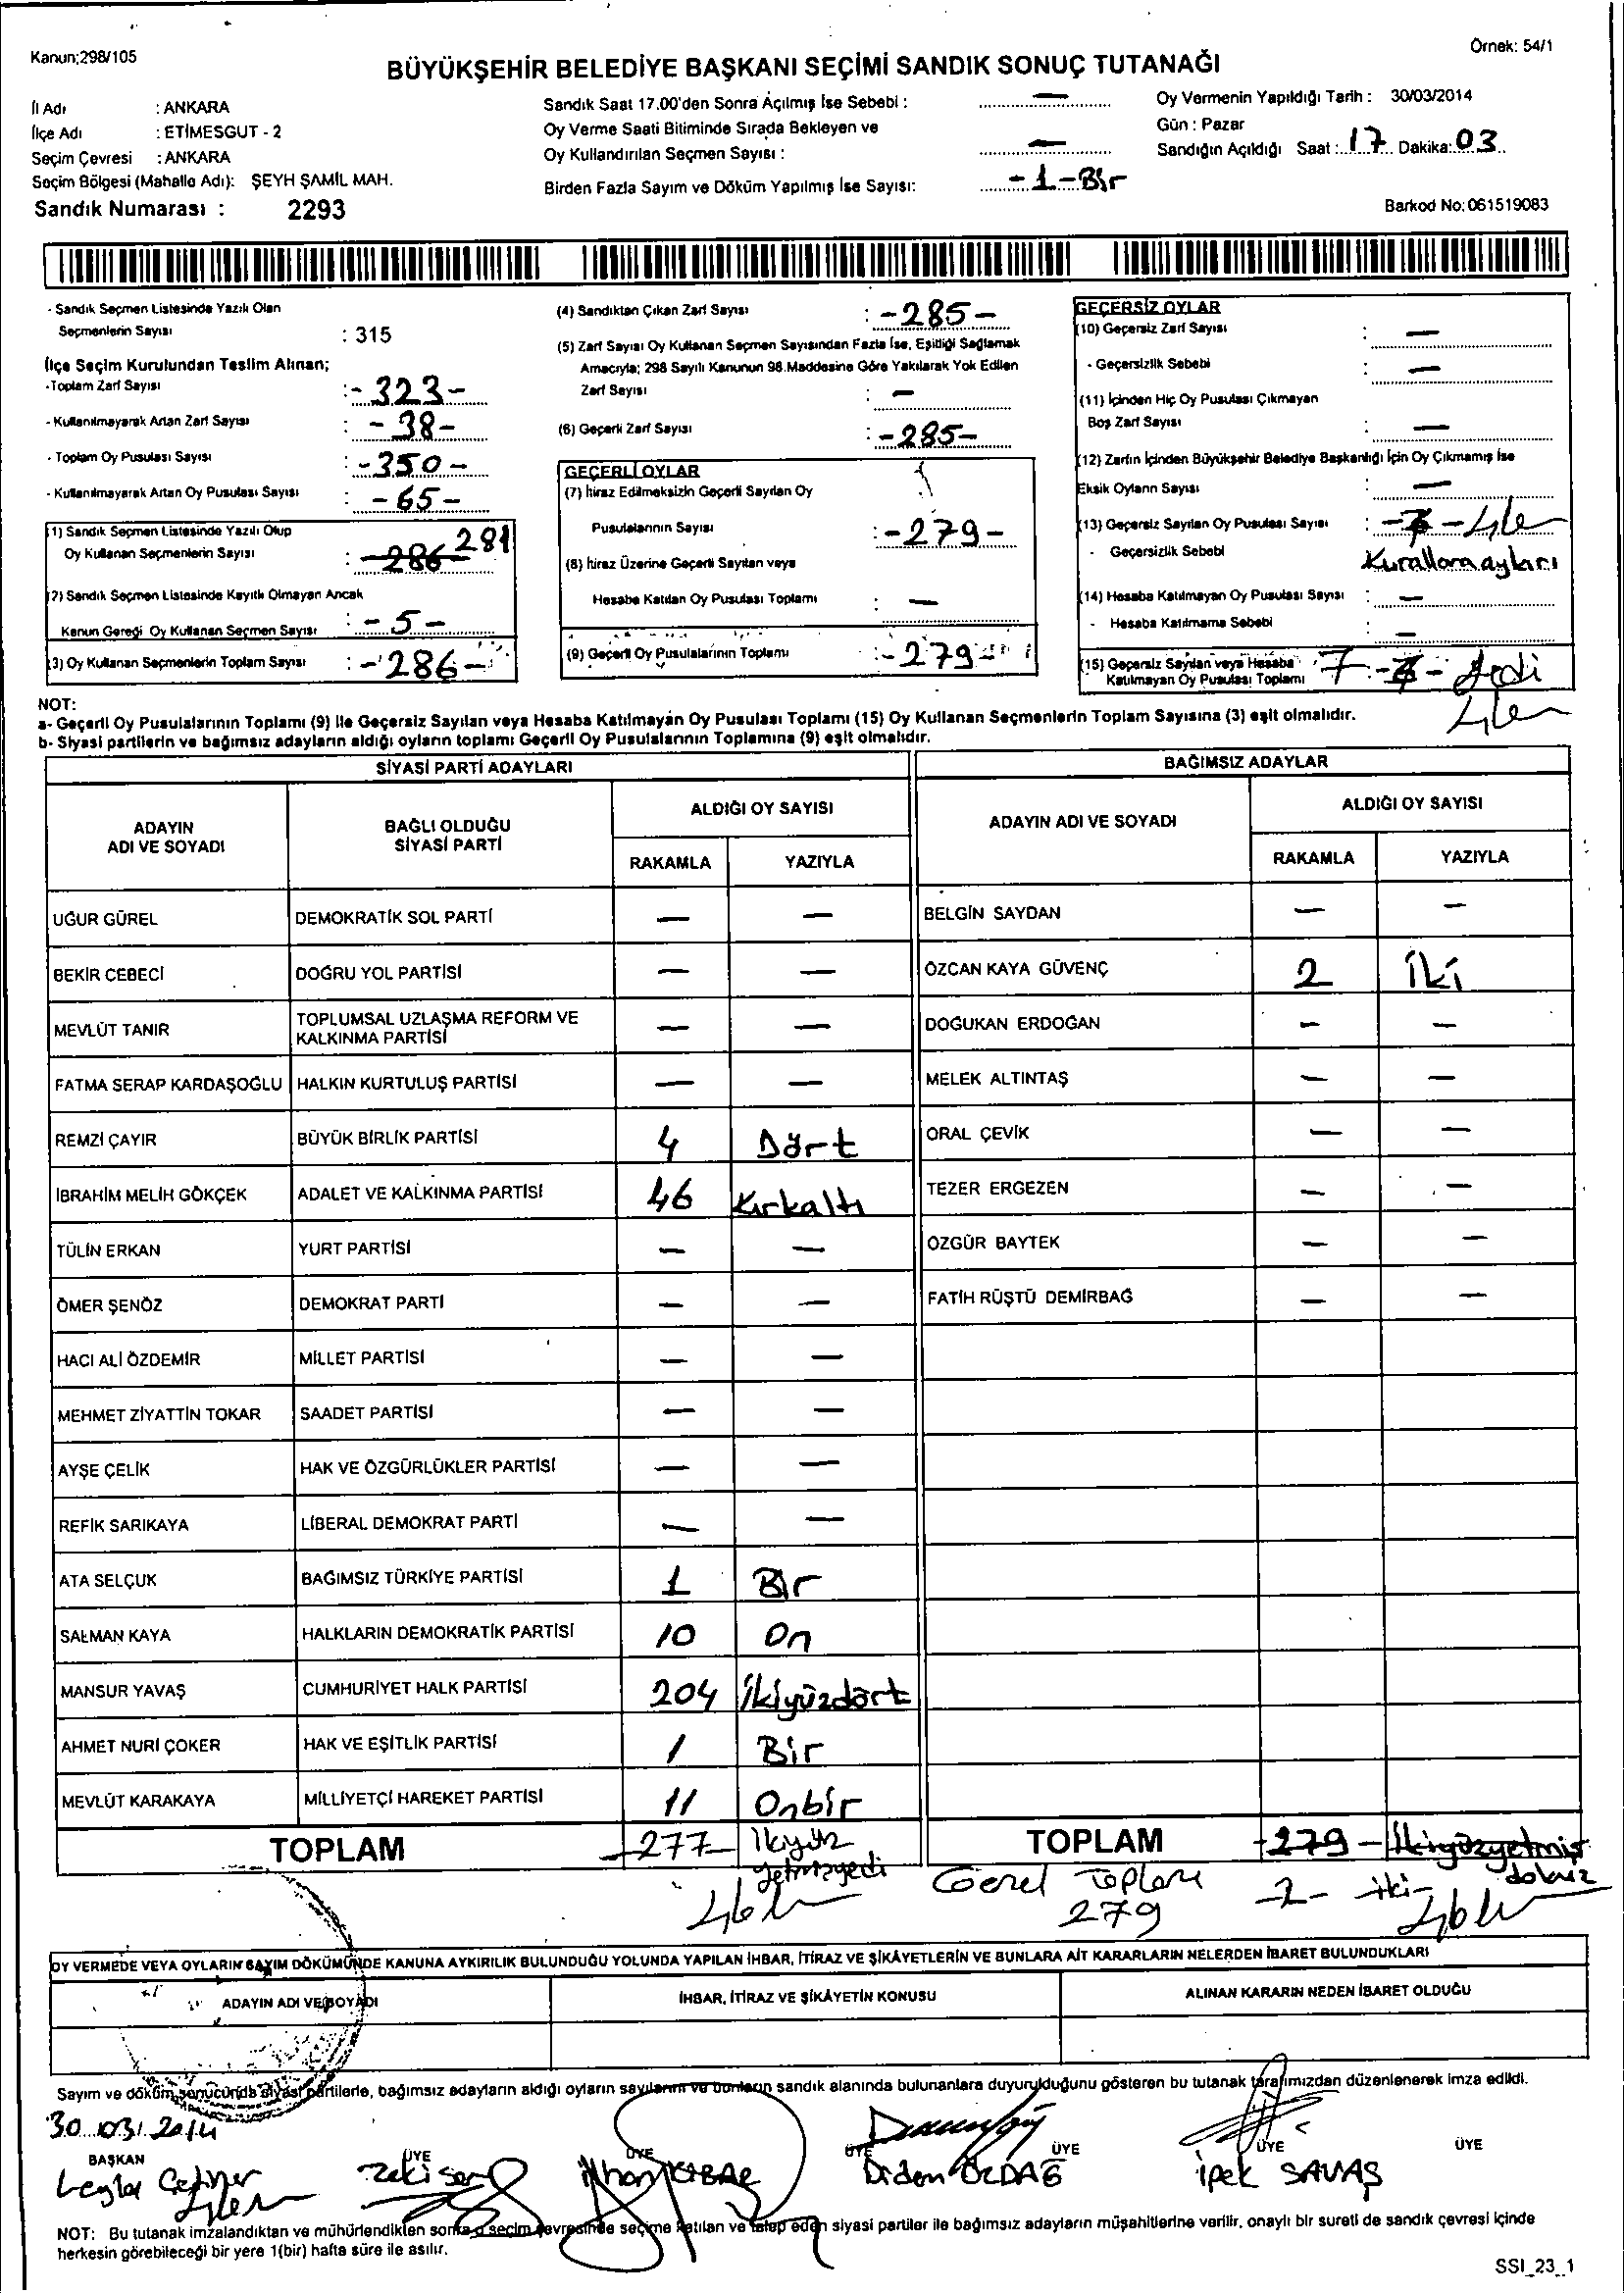 Kanun;298/105
Örnek: 54/1
BÜYÜKŞEHİR BELEDİYE BAŞKANI SEÇİMİ SANDIK SONUÇ TUTANAĞI
İl Adı : ANKARA
İlçe Adı : ETİMESGUT - 2
Seçim Çevresi : ANKARA
Seçim Bölgesi (Mahalle Adı): ŞEYH ŞAMİL MAH.
Sandık Numarası : 2293
Sandık Saat 17.00'den Sonra Açılmış İse Sebebi : —
Oy Verme Saati Bitiminde Sırada Bekleyen ve
Oy Kullandırılan Seçmen Sayısı : —
Birden Fazla Sayım ve Döküm Yapılmış İse Sayısı: -1-Bir
Oy Vermenin Yapıldığı Tarih : 30/03/2014
Gün : Pazar
Sandığın Açıldığı Saat : 17 Dakika: 03
Barkod No: 061519083
- Sandık Seçmen Listesinde Yazılı Olan
Seçmenlerin Sayısı : 315
İlçe Seçim Kurulundan Teslim Alınan;
-Toplam Zarf Sayısı : -323-
- Kullanılmayarak Artan Zarf Sayısı : -38-
- Toplam Oy Pusulası Sayısı : -350-
- Kullanılmayarak Artan Oy Pusulası Sayısı : -65-
(1) Sandık Seçmen Listesinde Yazılı Olup
Oy Kullanan Seçmenlerin Sayısı : -286- 281
(2) Sandık Seçmen Listesinde Kayıtlı Olmayan Ancak
Kanun Gereği Oy Kullanan Seçmen Sayısı : -5-
(3) Oy Kullanan Seçmenlerin Toplam Sayısı : -286-
(4) Sandıktan Çıkan Zarf Sayısı : -285-
(5) Zarf Sayısı Oy Kullanan Seçmen Sayısından Fazla İse, Eşitliği Sağlamak
Amacıyla; 298 Sayılı Kanunun 98.Maddesine Göre Yakılarak Yok Edilen
Zarf Sayısı : —
(6) Geçerli Zarf Sayısı : -285-
GEÇERLİ OYLAR
(7) İtiraz Edilmeksizin Geçerli Sayılan Oy
Pusulalarının Sayısı : -279-
(8) İtiraz Üzerine Geçerli Sayılan veya
Hesaba Katılan Oy Pusulası Toplamı : —
(9) Geçerli Oy Pusulalarının Toplamı : -279-
GEÇERSİZ OYLAR
(10) Geçersiz Zarf Sayısı : —
- Geçersizlik Sebebi : —
(11) İçinden Hiç Oy Pusulası Çıkmayan
Boş Zarf Sayısı : —
(12) Zarfın İçinden Büyükşehir Belediye Başkanlığı İçin Oy Çıkmamış İse
Eksik Oyların Sayısı : —
(13) Geçersiz Sayılan Oy Pusulası Sayısı :
- Geçersizlik Sebebi
(14) Hesaba Katılmayan Oy Pusulası Sayısı : —
- Hesaba Katılmama Sebebi : —
(15) Geçersiz Sayılan veya Hesaba
Katılmayan Oy Pusulası Toplamı : 7
NOT:
a- Geçerli Oy Pusulalarının Toplamı (9) ile Geçersiz Sayılan veya Hesaba Katılmayan Oy Pusulası Toplamı (15) Oy Kullanan Seçmenlerin Toplam Sayısına (3) eşit olmalıdır.
b- Siyasi partilerin ve bağımsız adayların aldığı oyların toplamı Geçerli Oy Pusulalarının Toplamına (9) eşit olmalıdır.
SİYASİ PARTİ ADAYLARI
ADAYIN
ADI VE SOYADI
BAĞLI OLDUĞU
SİYASİ PARTİ
ALDIĞI OY SAYISI
RAKAMLA YAZIYLA
UĞUR GÜREL DEMOKRATİK SOL PARTİ — —
BEKİR CEBECİ DOĞRU YOL PARTİSİ — —
MEVLÜT TANIR TOPLUMSAL UZLAŞMA REFORM VE
KALKINMA PARTİSİ — —
FATMA SERAP KARDAŞOĞLU HALKIN KURTULUŞ PARTİSİ — —
REMZİ ÇAYIR BÜYÜK BİRLİK PARTİSİ 4 Dört
İBRAHİM MELİH GÖKÇEK ADALET VE KALKINMA PARTİSİ 46 Kırkaltı
TÜLİN ERKAN YURT PARTİSİ — —
ÖMER ŞENÖZ DEMOKRAT PARTİ — —
HACI ALİ ÖZDEMİR MİLLET PARTİSİ — —
MEHMET ZİYATTİN TOKAR SAADET PARTİSİ — —
AYŞE ÇELİK HAK VE ÖZGÜRLÜKLER PARTİSİ — —
REFİK SARIKAYA LİBERAL DEMOKRAT PARTİ — —
ATA SELÇUK BAĞIMSIZ TÜRKİYE PARTİSİ 1 Bir
SALMAN KAYA HALKLARIN DEMOKRATİK PARTİSİ 10 On
MANSUR YAVAŞ CUMHURİYET HALK PARTİSİ 204 İkiyüzdört
AHMET NURİ ÇOKER HAK VE EŞİTLİK PARTİSİ 1 Bir
MEVLÜT KARAKAYA MİLLİYETÇİ HAREKET PARTİSİ 11 Onbir
TOPLAM -277- İkiyüz
yetmişyedi
BAĞIMSIZ ADAYLAR
ADAYIN ADI VE SOYADI
ALDIĞI OY SAYISI
RAKAMLA YAZIYLA
BELGİN SAYDAN — —
ÖZCAN KAYA GÜVENÇ 2 İki
DOĞUKAN ERDOĞAN — —
MELEK ALTINTAŞ — —
ORAL ÇEVİK — —
TEZER ERGEZEN — —
ÖZGÜR BAYTEK — —
FATİH RÜŞTÜ DEMİRBAĞ — —
TOPLAM -279- İkiyüzyetmiş
dokuz
Genel Toplam -2- iki-
279
OY VERMEDE VEYA OYLARIN SAYIM DÖKÜMÜNDE KANUNA AYKIRILIK BULUNDUĞU YOLUNDA YAPILAN İHBAR, İTİRAZ VE ŞİKÂYETLERİN VE BUNLARA AİT KARARLARIN NELERDEN İBARET BULUNDUKLARI
ADAYIN ADI VE SOYADI
İHBAR, İTİRAZ VE ŞİKÂYETİN KONUSU
ALINAN KARARIN NEDEN İBARET OLDUĞU
Sayım ve döküm sonucunda siyasi partilerle, bağımsız adayların aldığı oyların sayılarını ve bunların sandık alanında bulunanlara duyurulduğunu gösteren bu tutanak tarafımızdan düzenlenerek imza edildi.
30.03.2014
BAŞKAN ÜYE ÜYE ÜYE ÜYE ÜYE ÜYE
Leyla Zeki İlhan Didem ÖZDAĞ İpek SAVAŞ
NOT: Bu tutanak imzalandıktan ve mühürlendikten sonra o seçim çevresinde seçime katılan ve talep eden siyasi partiler ile bağımsız adayların müşahitlerine verilir, onaylı bir sureti de sandık çevresi içinde
herkesin görebileceği bir yere 1(bir) hafta süre ile asılır.
SSI_23_1